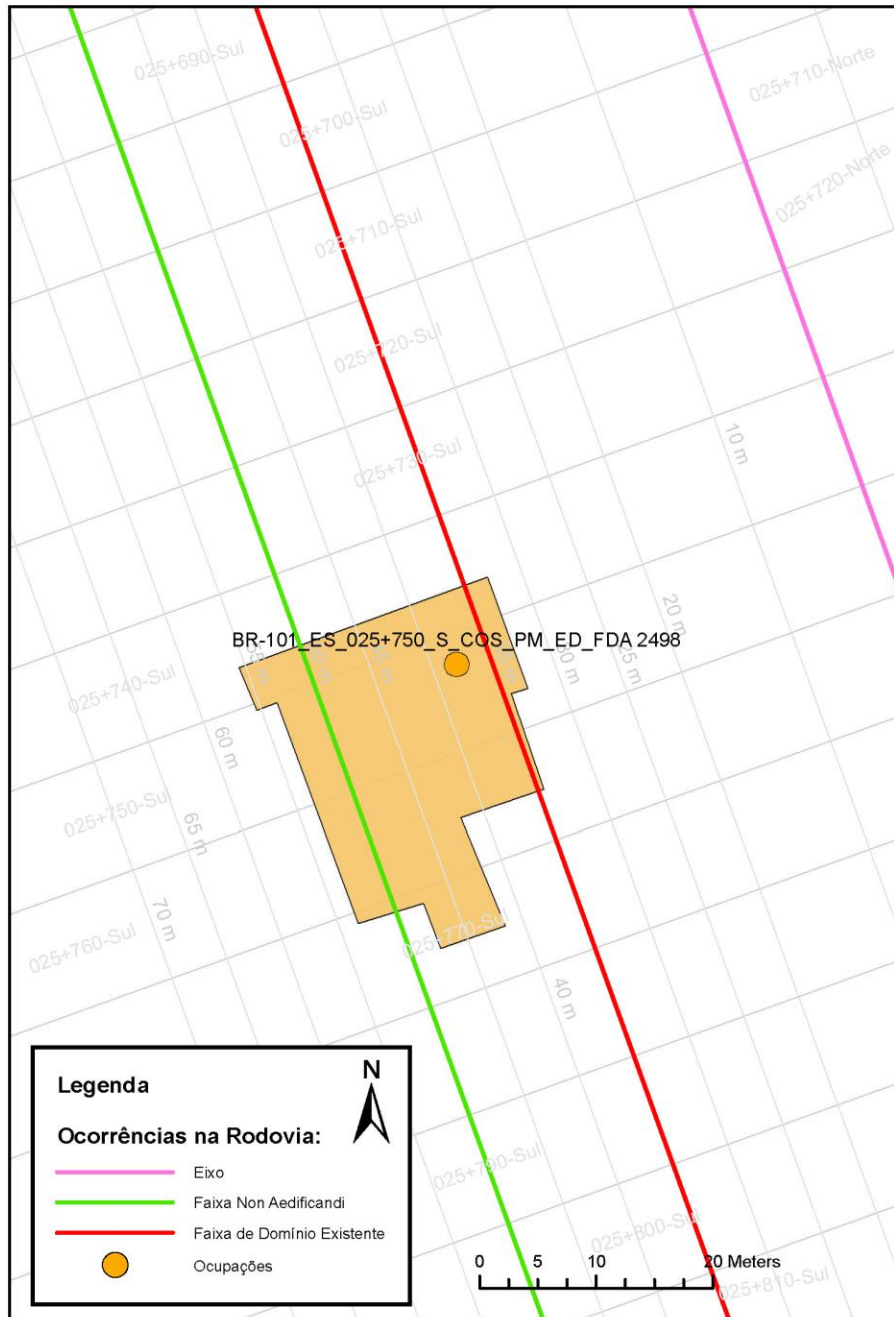 025+690-Sul
025+710-Norte
025+700-Sul
025+720-Norte
025+710-Sul
025+720-Sul
10 m
025+730-Sul
20 m
BR-101_ES_025+750_S_COS_PM_ED_FDA 2498
30 m
25 m
025+740-Sul
60 m
025+750-Sul
65 m
70 m
025+770-Sul
025+760-Sul
40 m
025+790-Sul
025+800-Sul
025+810-Sul
Legenda
N
Ocorrências na Rodovia:
Eixo
Faixa Non Aedificandi
Faixa de Domínio Existente
Ocupações
0 5 10 20 Meters